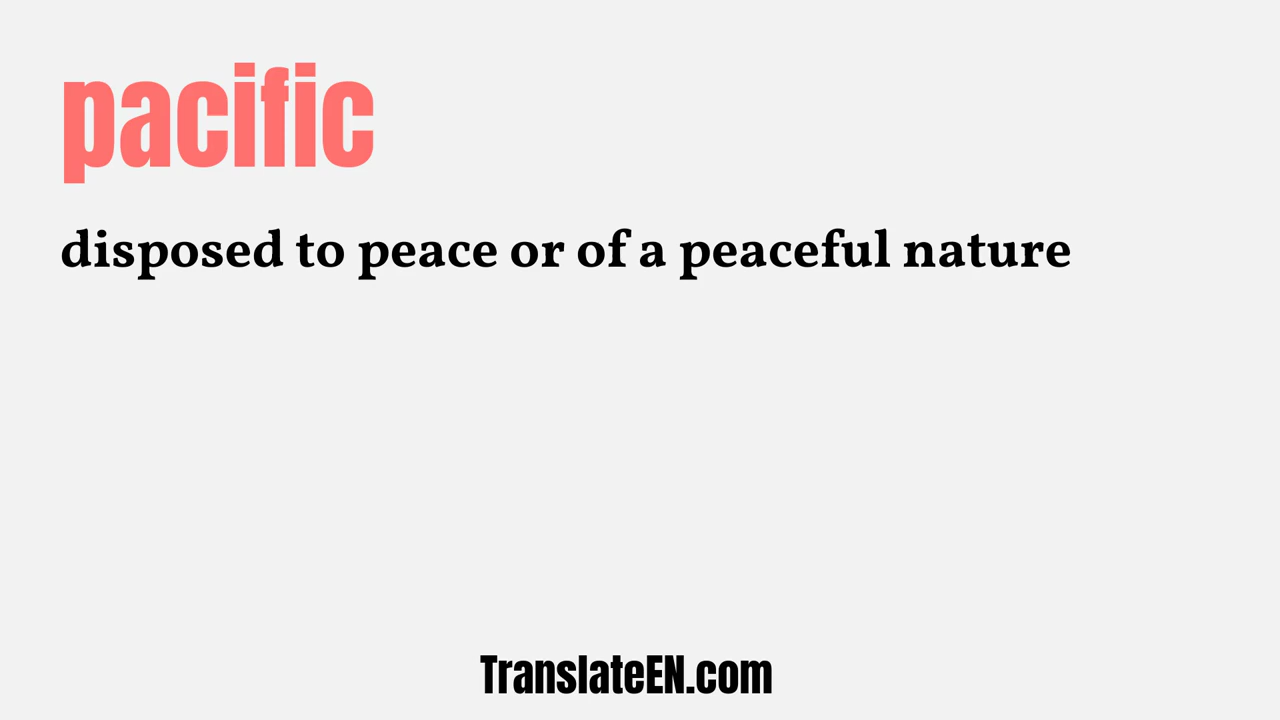 pacific
disposed to peace or of a peaceful nature
TranslateEN.com